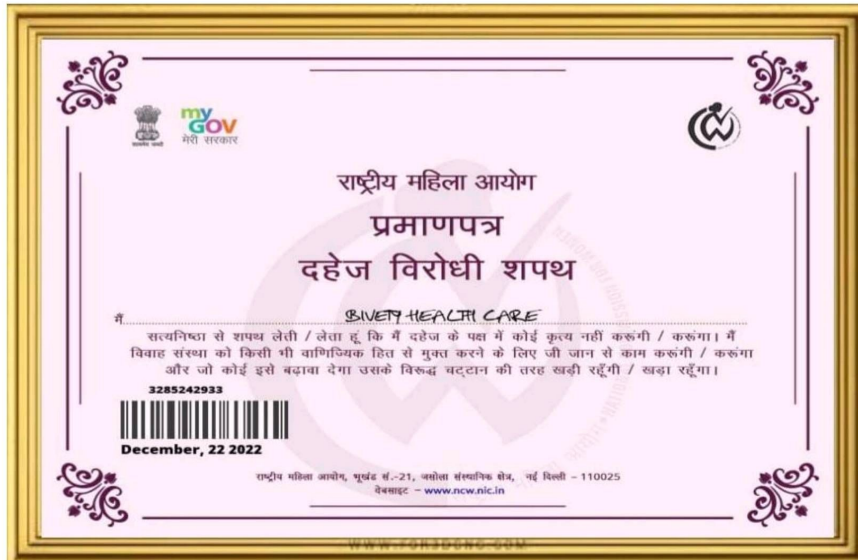 my
GOV
मेरी सरकार
राष्ट्रीय महिला आयोग
प्रमाणपत्र
दहेज विरोधी शपथ
मैं BIVETY HEALTH CARE
सत्यनिष्ठा से शपथ लेती / लेता हूं कि मैं दहेज के पक्ष में कोई कृत्य नहीं करूंगी / करूंगा। मैं
विवाह संस्था को किसी भी वाणिज्यिक हित से मुक्त करने के लिए जी जान से काम करूंगी / करूंगा
और जो कोई इसे बढ़ावा देगा उसके विरूद्ध चट्टान की तरह खड़ी रहूँगी / खड़ा रहूँगा।
3285242933
December, 22 2022
राष्ट्रीय महिला आयोग, भूखंड सं.-21, जसोला संस्थानिक क्षेत्र, नई दिल्ली – 110025
वेबसाइट – www.ncw.nic.in